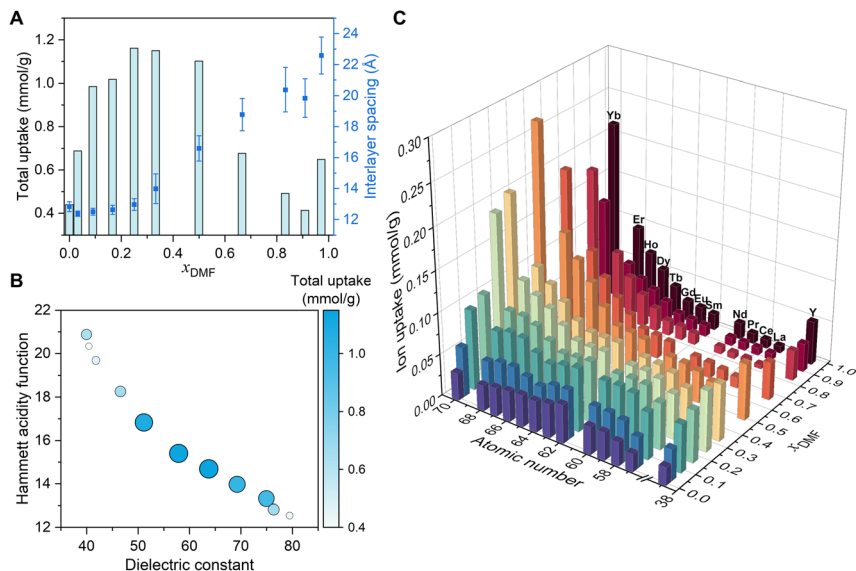 A
Total uptake (mmol/g)
1.2
1.0
0.8
0.6
0.4
24
22
20
18
16
14
12
Interlayer spacing (Å)
0.0 0.2 0.4 0.6 0.8 1.0
xDMF
B
Hammett acidity function
22
20
18
16
14
12
40 50 60 70 80
Dielectric constant
Total uptake
(mmol/g)
1.0
0.8
0.6
0.4
C
Ion uptake (mmol/g)
0.30
0.25
0.20
0.15
0.10
0.05
0.00
Yb
Er
Ho
Dy
Tb
Gd
Eu
Sm
Nd
Pr
Ce
La
Y
70 68 66 64 62 60 58 38
Atomic number
0.0 0.1 0.2 0.3 0.4 0.5 0.6 0.7 0.8 0.9 1.0
xDMF